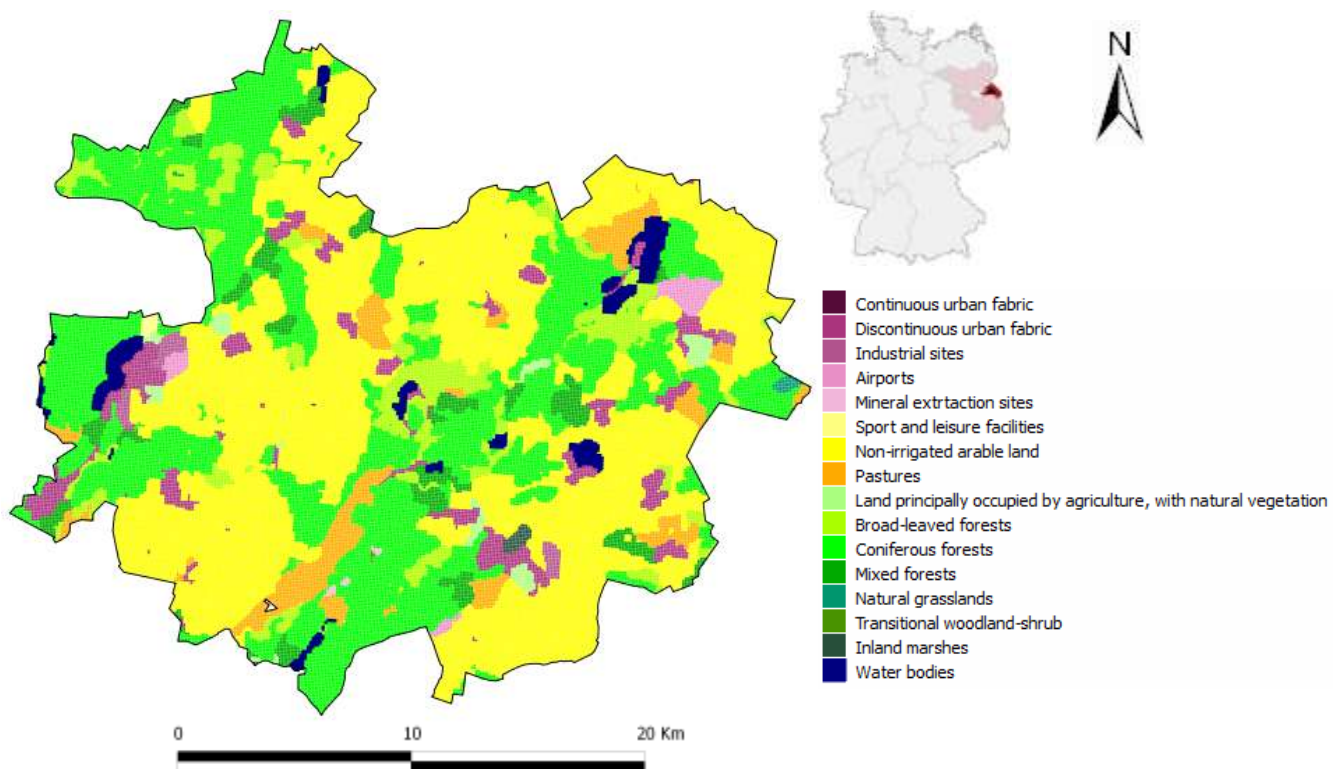 N
Continuous urban fabric
Discontinuous urban fabric
Industrial sites
Airports
Mineral extrtaction sites
Sport and leisure facilities
Non-irrigated arable land
Pastures
Land principally occupied by agriculture, with natural vegetation
Broad-leaved forests
Coniferous forests
Mixed forests
Natural grasslands
Transitional woodland-shrub
Inland marshes
Water bodies
0 10 20 Km